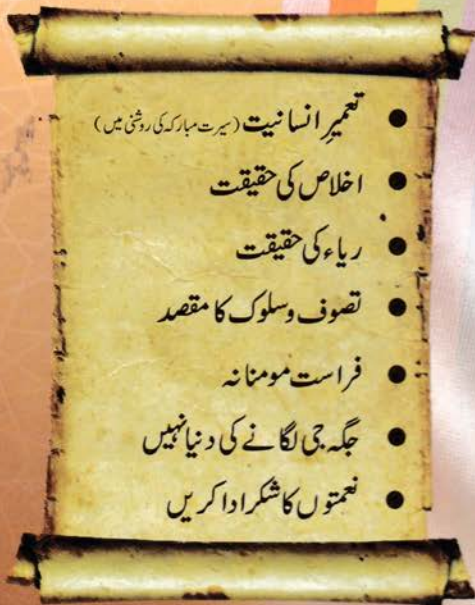 • تعمیرِ انسانیت (سیرت مبارکہ کی روشنی میں)
• اخلاص کی حقیقت
• ریاء کی حقیقت
• تصوف وسلوک کا مقصد
• فراست مومنانہ
• جگہ جی لگانے کی دنیا نہیں
• نعمتوں کا شکر ادا کریں